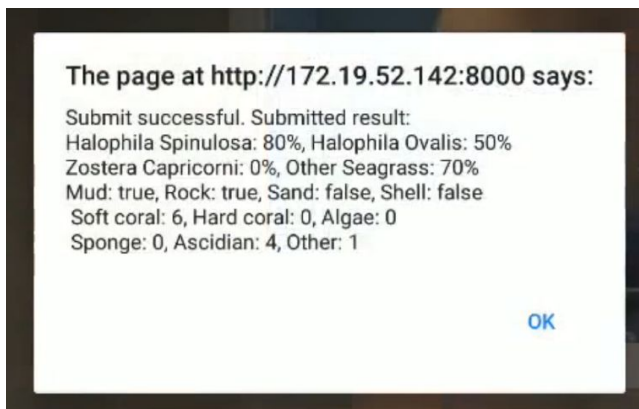 The page at http://172.19.52.142:8000 says:
Submit successful. Submitted result:
Halophila Spinulosa: 80%, Halophila Ovalis: 50%
Zostera Capricorni: 0%, Other Seagrass: 70%
Mud: true, Rock: true, Sand: false, Shell: false
Soft coral: 6, Hard coral: 0, Algae: 0
Sponge: 0, Ascidian: 4, Other: 1
OK